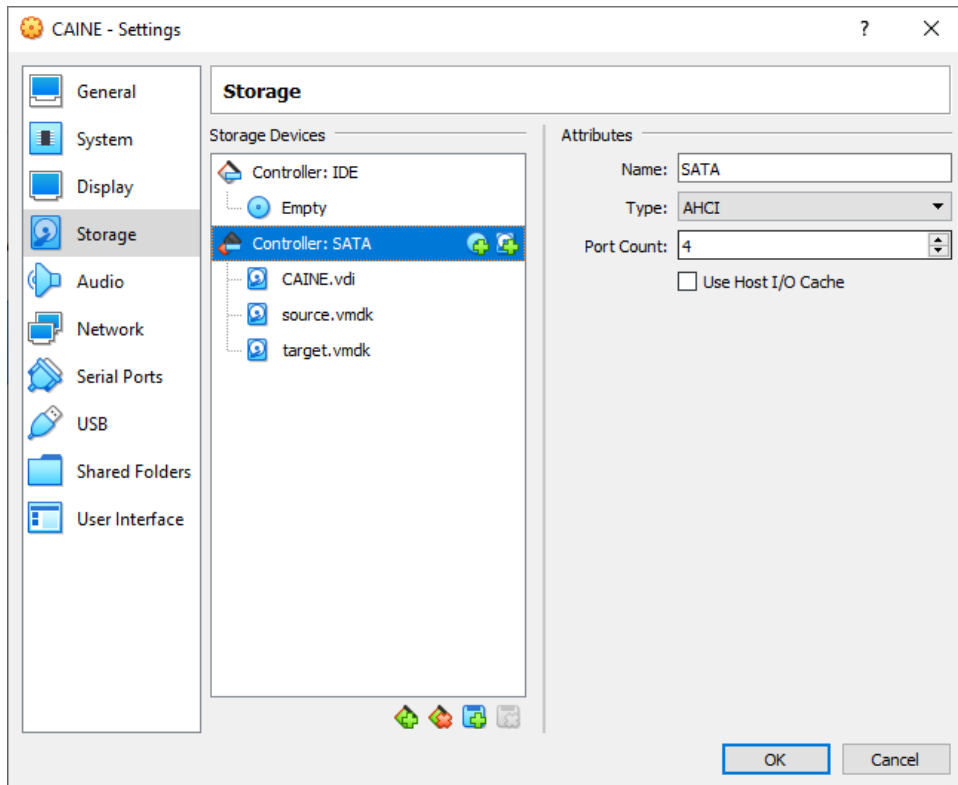 CAINE - Settings
?
General
System
Display
Storage
Audio
Network
Serial Ports
USB
Shared Folders
User Interface
Storage
Storage Devices
Controller: IDE
Empty
Controller: SATA
CAINE.vdi
source.vmdk
target.vmdk
Attributes
Name: SATA
Type: AHCI
Port Count: 4
Use Host I/O Cache
OK
Cancel